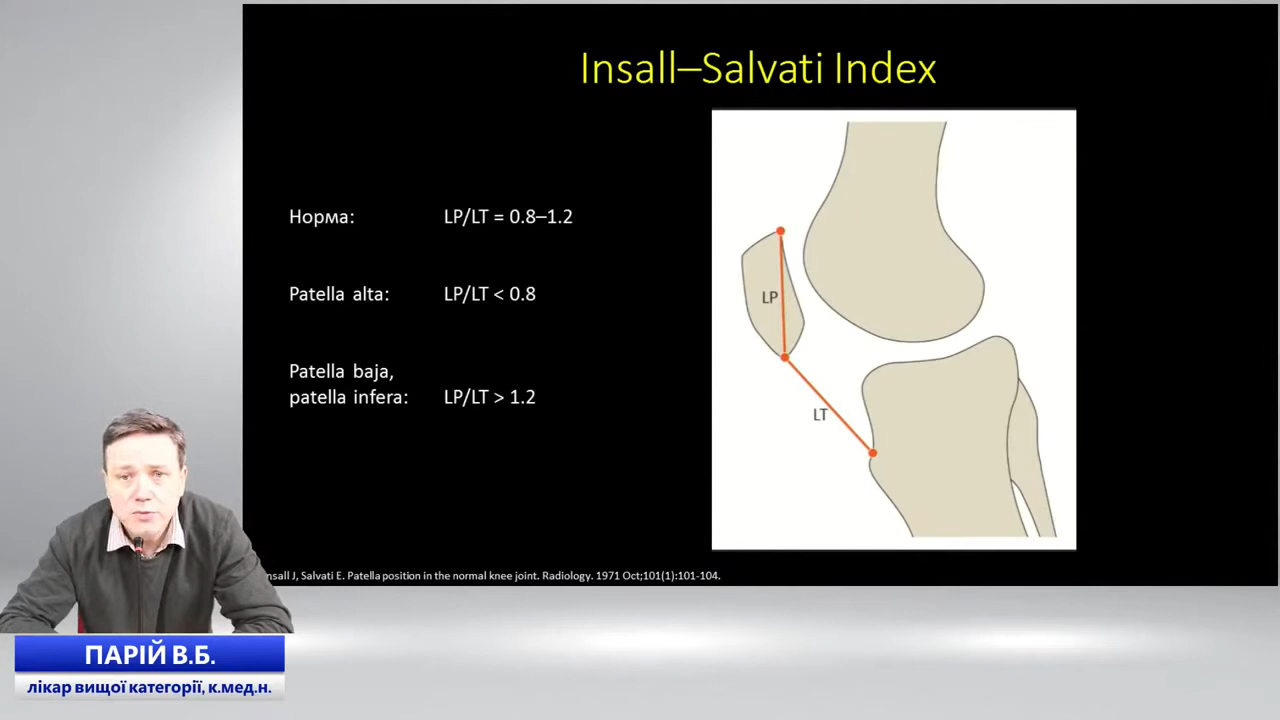 Insall–Salvati Index
Норма: LP/LT = 0.8–1.2
Patella alta: LP/LT < 0.8
Patella baja,
patella infera: LP/LT > 1.2
LP
LT
nsall J, Salvati E. Patella position in the normal knee joint. Radiology. 1971 Oct;101(1):101-104.
ПАРІЙ В.Б.
лікар вищої категорії, к.мед.н.